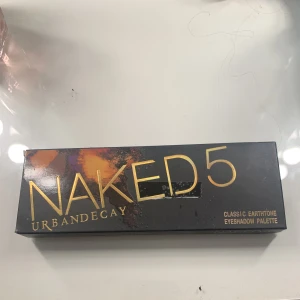 NAKED5
URBANDECAY
CLASSIC EARTHTONE
EYESHADOW PALETTE